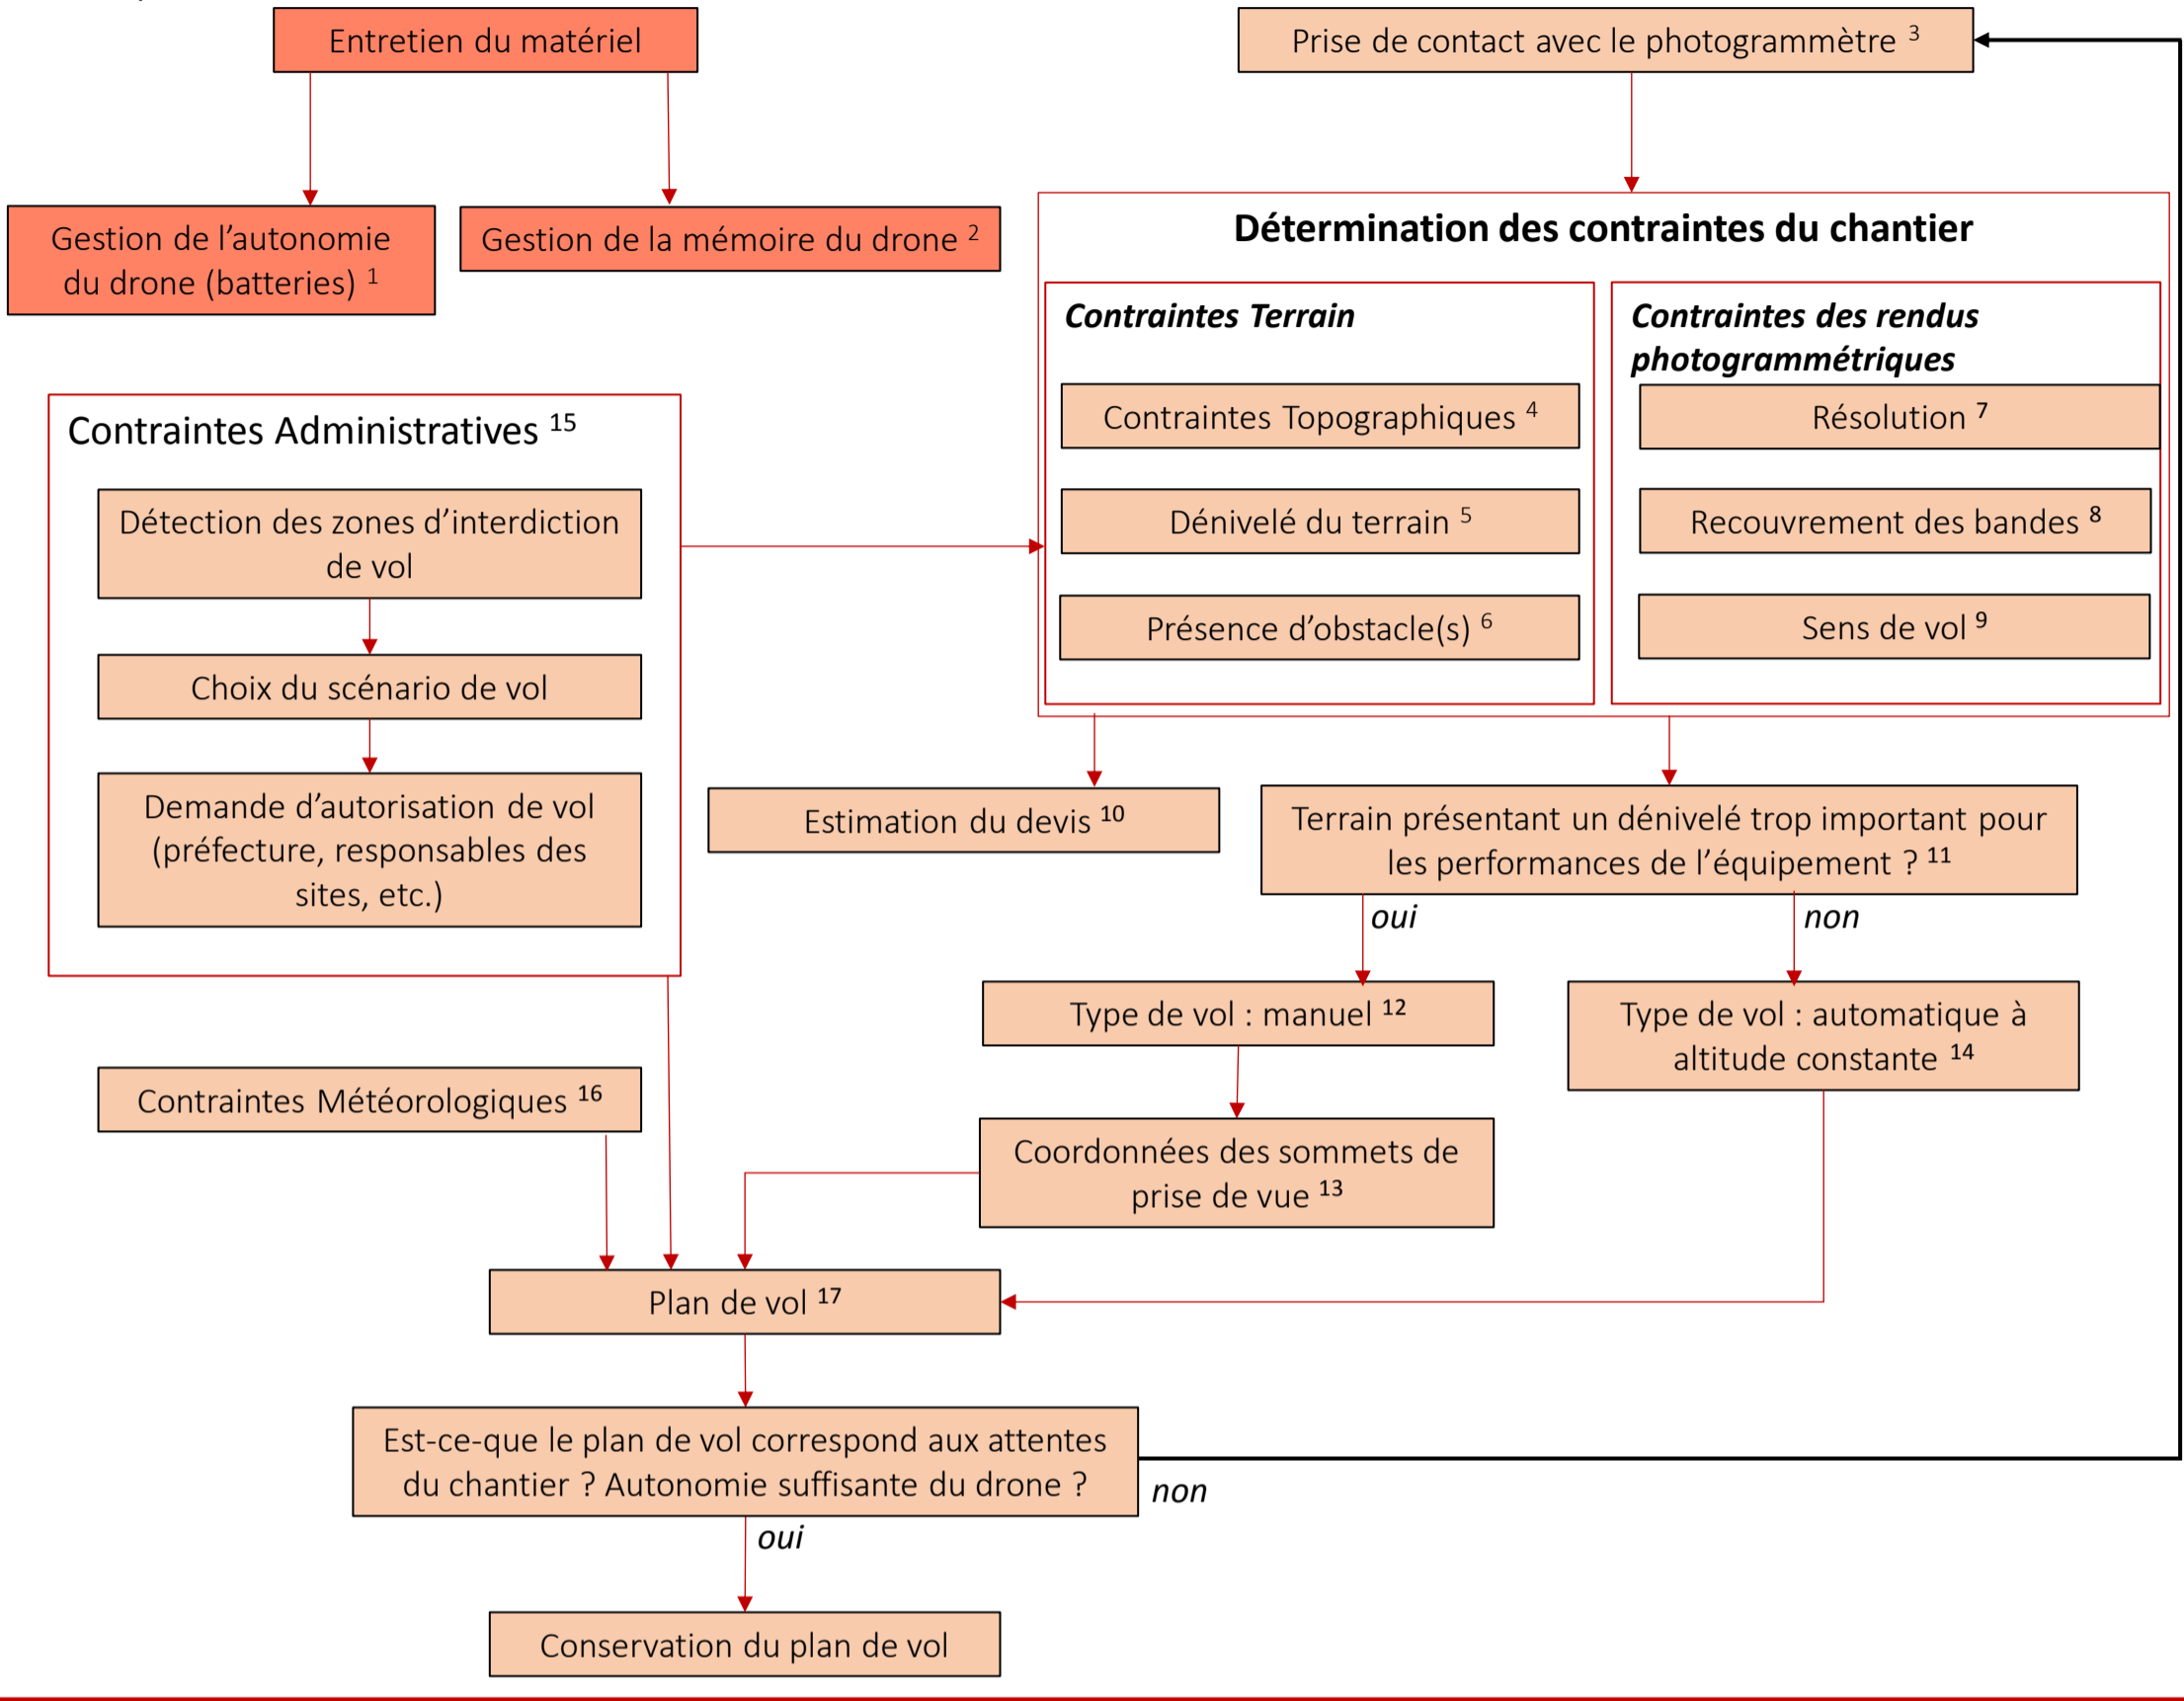 Entretien du matériel
Prise de contact avec le photogrammètre 3
Gestion de l'autonomie
du drone (batteries) 1
Gestion de la mémoire du drone 2
Détermination des contraintes du chantier
Contraintes Terrain
Contraintes Topographiques 4
Dénivelé du terrain 5
Présence d'obstacle(s) 6
Contraintes des rendus
photogrammétriques
Résolution 7
Recouvrement des bandes 8
Sens de vol 9
Contraintes Administratives 15
Détection des zones d'interdiction
de vol
Choix du scénario de vol
Demande d'autorisation de vol
(préfecture, responsables des
sites, etc.)
Estimation du devis 10
Terrain présentant un dénivelé trop important pour
les performances de l'équipement ? 11
oui
non
Type de vol : manuel 12
Type de vol : automatique à
altitude constante 14
Contraintes Météorologiques 16
Coordonnées des sommets de
prise de vue 13
Plan de vol 17
Est-ce-que le plan de vol correspond aux attentes
du chantier ? Autonomie suffisante du drone ?
non
oui
Conservation du plan de vol